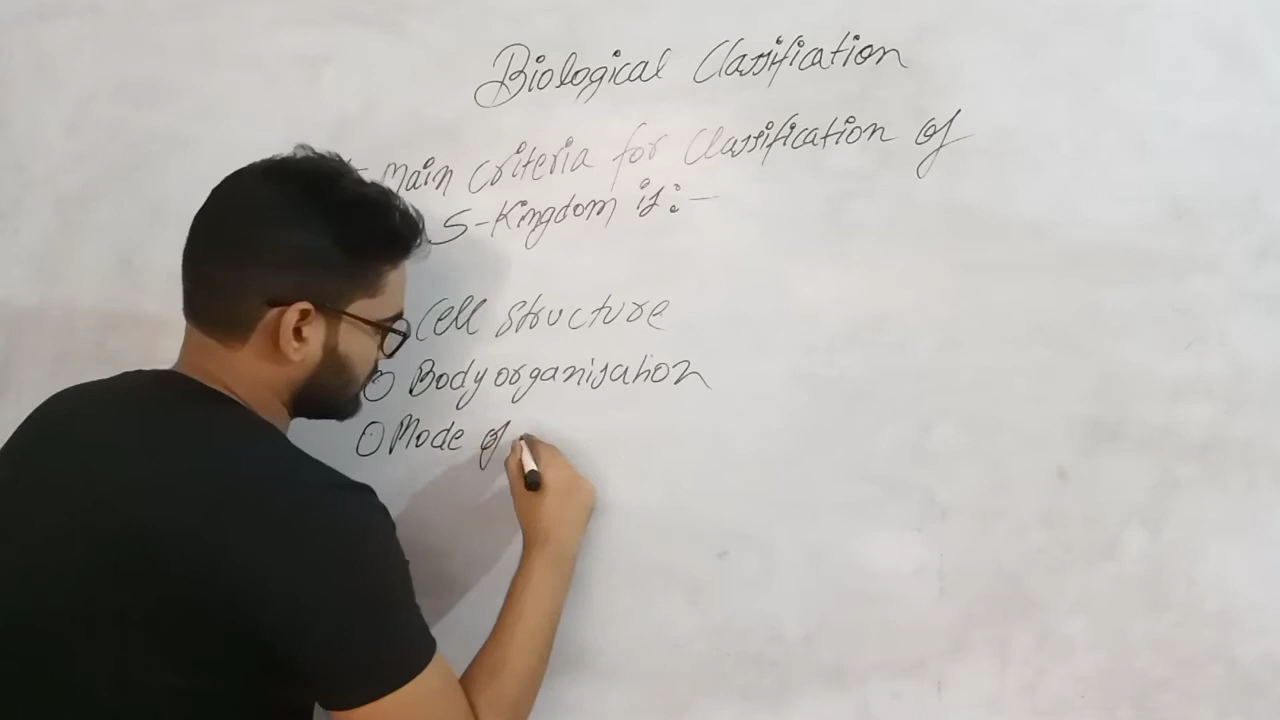 Biological Classification
Main Criteria for Classification of
5-Kingdom is:-
Cell Structure
Body organisation
Mode of